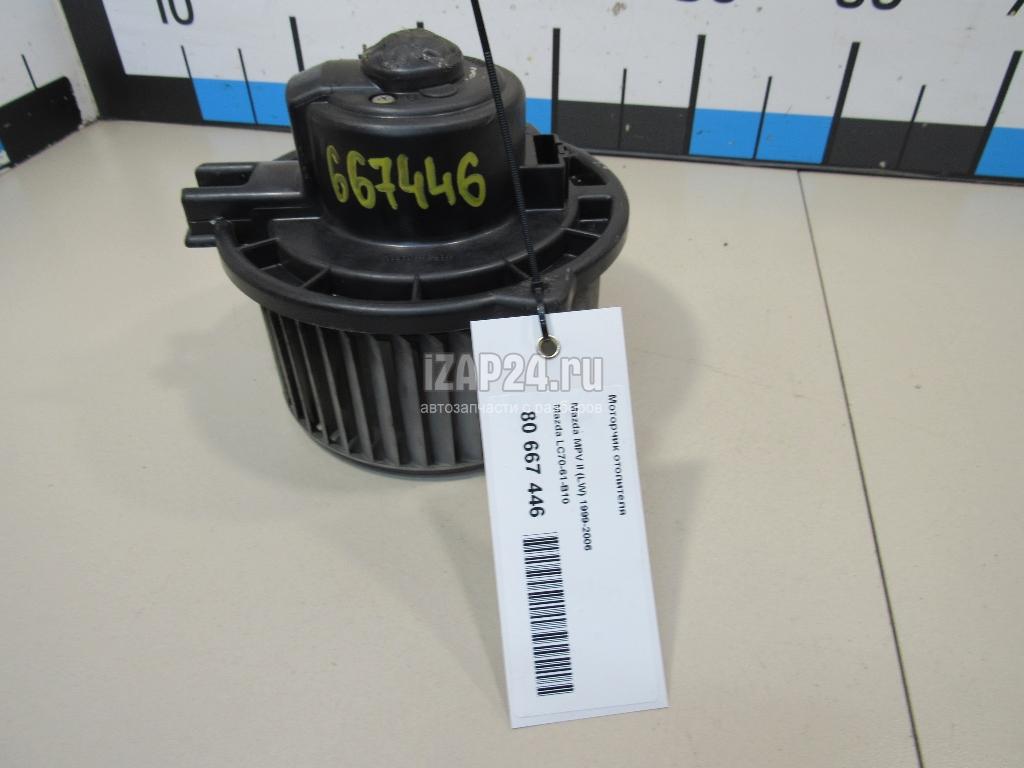 10
667446
iZAP24.ru
автозапчасти с разборов
Моторчик отопителя
Mazda MPV II (LW) 1999-2006
Mazda LC70-61-B10
80 667 446